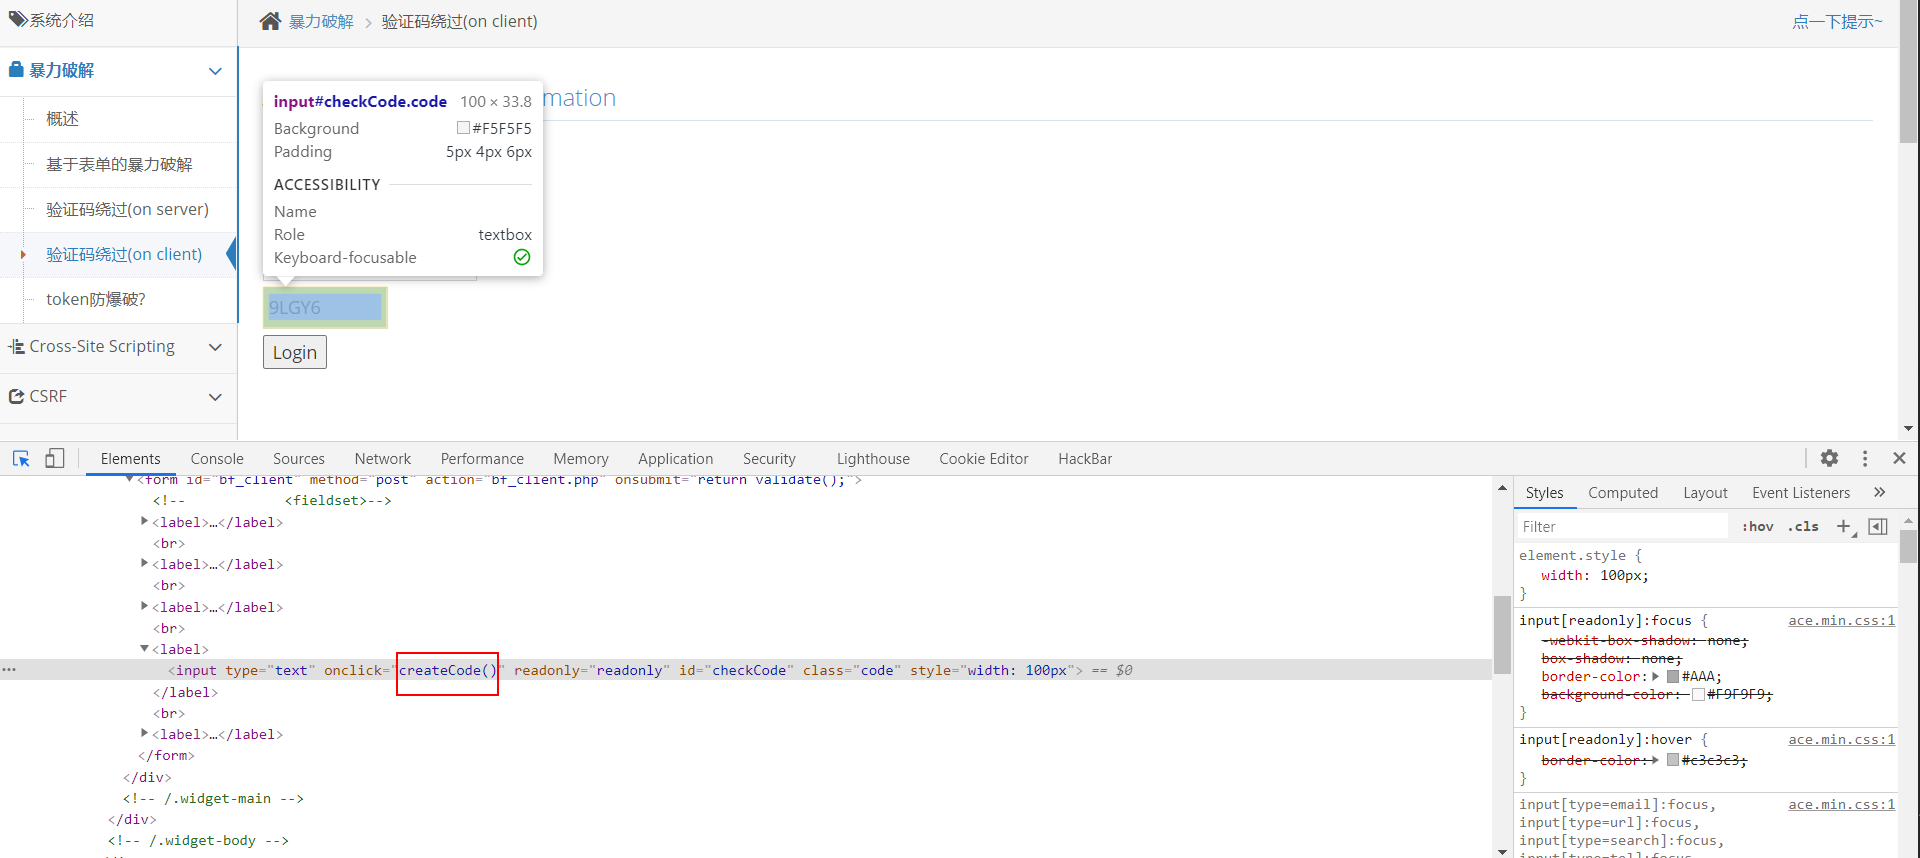 系统介绍
暴力破解
概述
基于表单的暴力破解
验证码绕过(on server)
验证码绕过(on client)
token防爆破?
Cross-Site Scripting
CSRF
暴力破解 > 验证码绕过(on client)
点一下提示~
mation
input#checkCode.code 100 × 33.8
Background #F5F5F5
Padding 5px 4px 6px
ACCESSIBILITY
Name
Role textbox
Keyboard-focusable
9LGY6
Login
Elements Console Sources Network Performance Memory Application Security Lighthouse Cookie Editor HackBar
<form id="bf_client" method="post" action="bf_client.php" onsubmit="return validate();">
<!-- <fieldset>-->
<label>…</label>
<br>
<label>…</label>
<br>
<label>…</label>
<br>
<label>
<input type="text" onclick="createCode()" readonly="readonly" id="checkCode" class="code" style="width: 100px"> == $0
</label>
<br>
<label>…</label>
</form>
</div>
<!-- /.widget-main -->
</div>
<!-- /.widget-body -->
Styles Computed Layout Event Listeners
Filter :hov .cls
element.style {
width: 100px;
}
input[readonly]:focus { ace.min.css:1
-webkit-box-shadow: none;
box-shadow: none;
border-color: #AAA;
background-color: #F9F9F9;
}
input[readonly]:hover { ace.min.css:1
border-color: #c3c3c3;
}
input[type=email]:focus, ace.min.css:1
input[type=url]:focus,
input[type=search]:focus,
input[type=tel]:focus